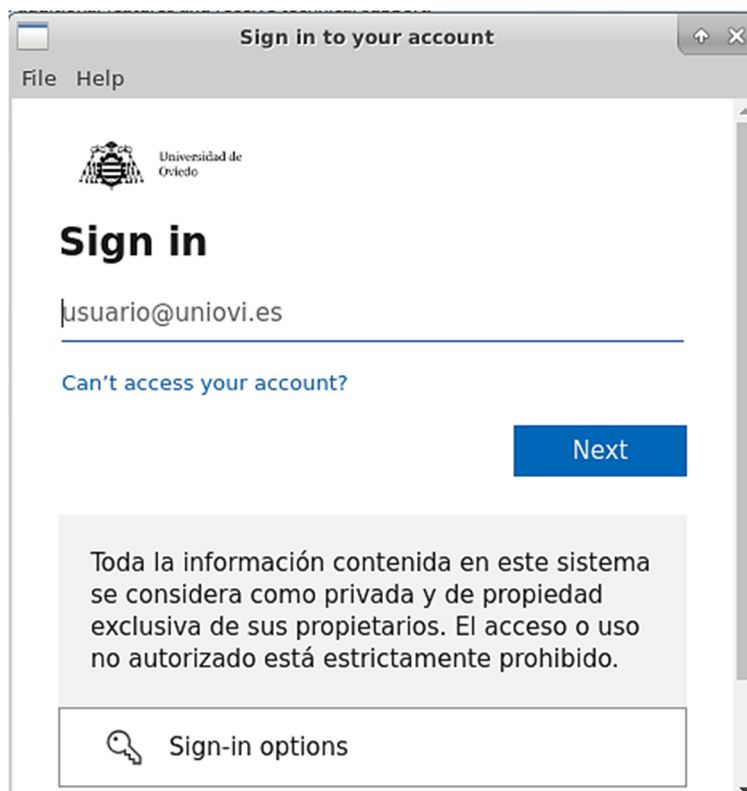 Sign in to your account
File Help
Universidad de
Oviedo
Sign in
usuario@uniovi.es
Can’t access your account?
Next
Toda la información contenida en este sistema
se considera como privada y de propiedad
exclusiva de sus propietarios. El acceso o uso
no autorizado está estrictamente prohibido.
Sign-in options